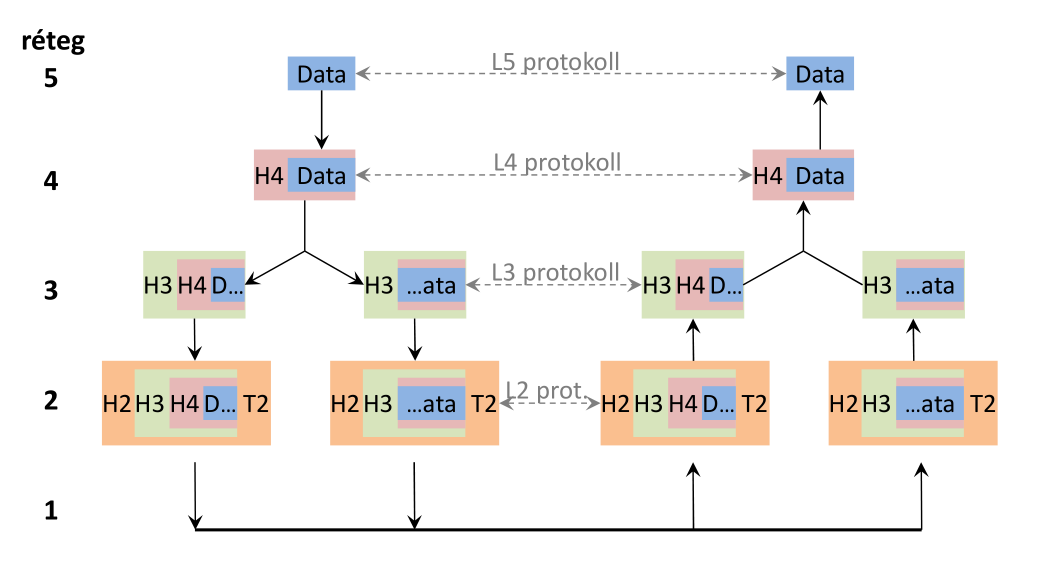 réteg
5
Data
L5 protokoll
Data
4
H4 Data
L4 protokoll
H4 Data
3
H3 H4 D...
H3 ...ata
L3 protokoll
H3 H4 D...
H3 ...ata
2
H2 H3 H4 D... T2
H2 H3 ...ata T2
L2 prot.
H2 H3 H4 D... T2
H2 H3 ...ata T2
1